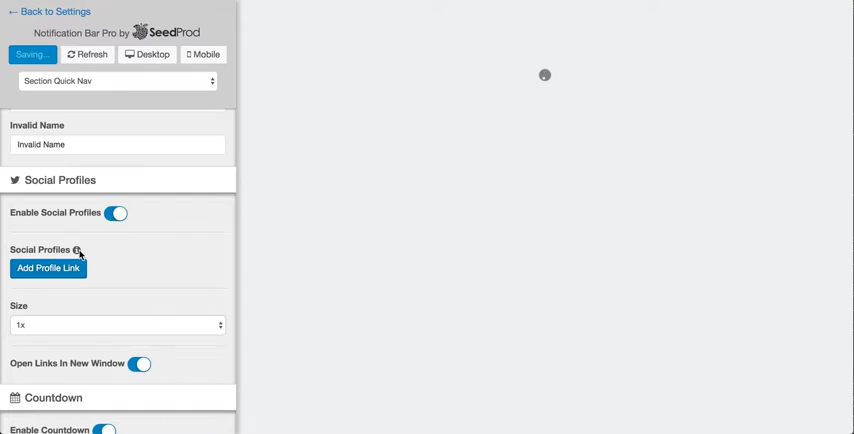 ← Back to Settings
Notification Bar Pro by SeedProd
Saving... Refresh Desktop Mobile
Section Quick Nav
Invalid Name
Invalid Name
Social Profiles
Enable Social Profiles
Social Profiles
Add Profile Link
Size
1x
Open Links In New Window
Countdown
Enable Countdown